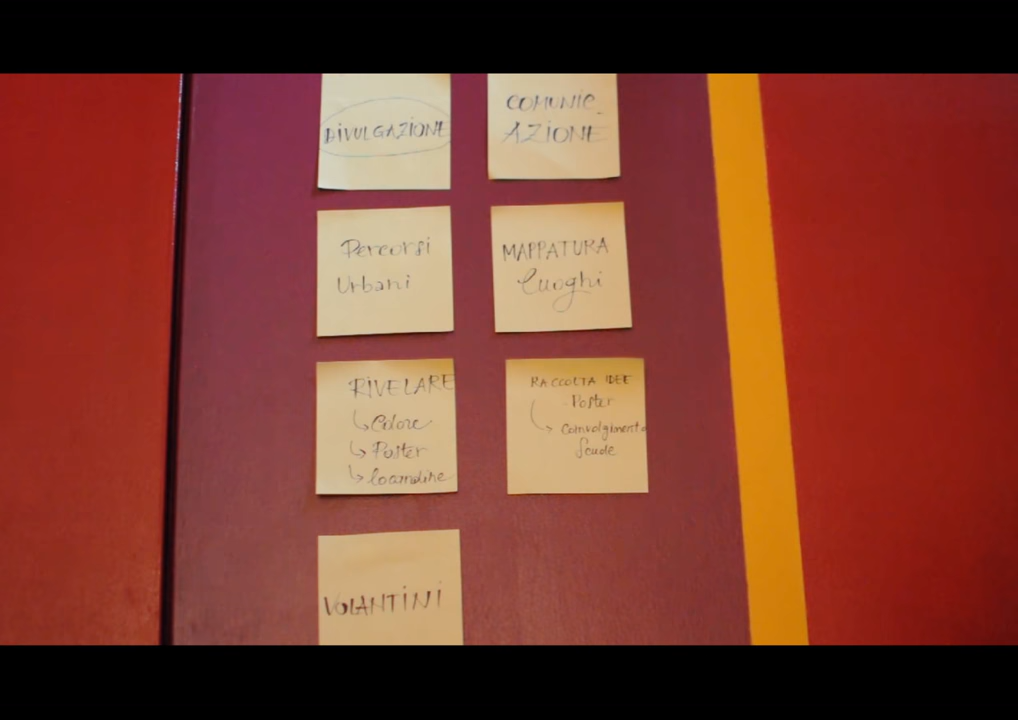 DIVULGAZIONE
COMUNIC-
AZIONE
Percorsi
Urbani
MAPPATURA
luoghi
RIVELARE
↳ Colore
↳ Poster
↳ locandine
RACCOLTA IDEE
- Poster
→ Coinvolgimento
Scuole
VOLANTINI